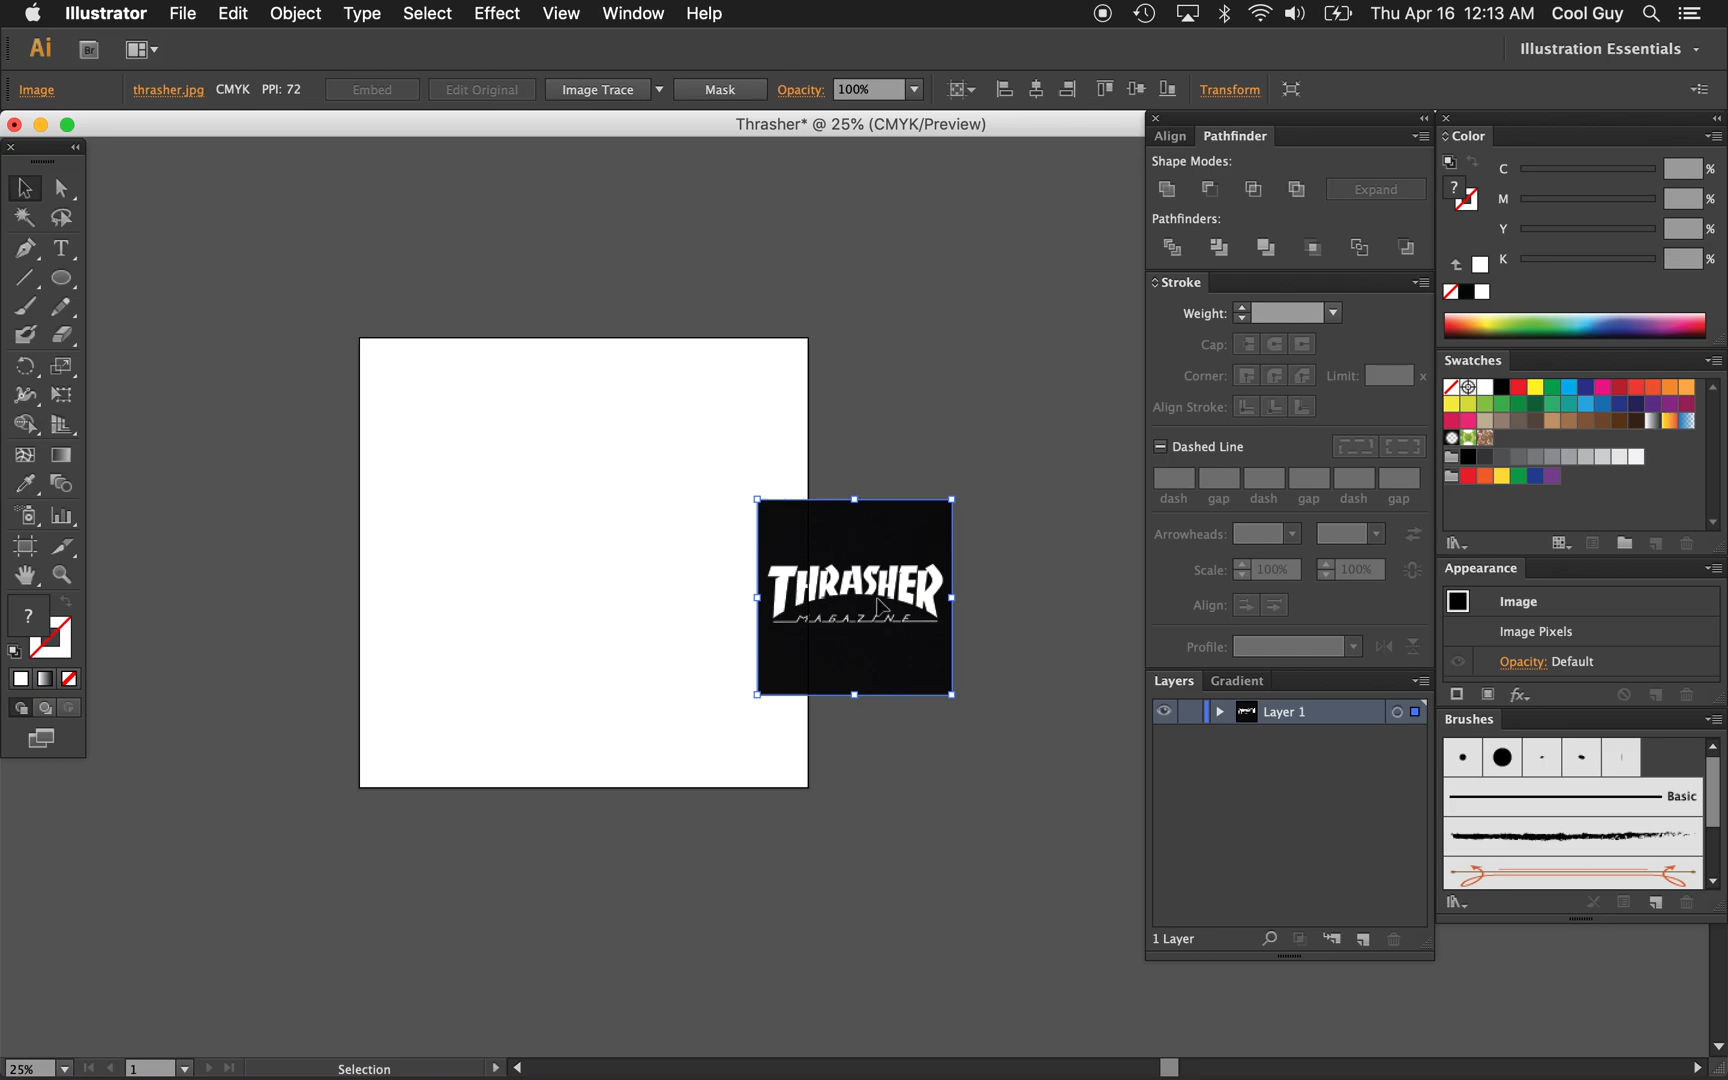 Illustrator File Edit Object Type Select Effect View Window Help Thu Apr 16 12:13 AM Cool Guy
Ai Br Illustration Essentials
Image thrasher.jpg CMYK PPI: 72 Embed Edit Original Image Trace Mask Opacity: 100% Transform
Thrasher* @ 25% (CMYK/Preview)
Align Pathfinder
Shape Modes:
Expand
Pathfinders:
Stroke
Weight:
Cap:
Corner: Limit: x
Align Stroke:
Dashed Line
dash gap dash gap dash gap
Arrowheads:
Scale: 100% 100%
Align:
Profile:
Layers Gradient
Layer 1
1 Layer
Color
? C %
M %
Y %
K %
Swatches
Appearance
Image
Image Pixels
Opacity: Default
fx
Brushes
Basic
T
?
THRASHER
MAGAZINE
25% 1 Selection